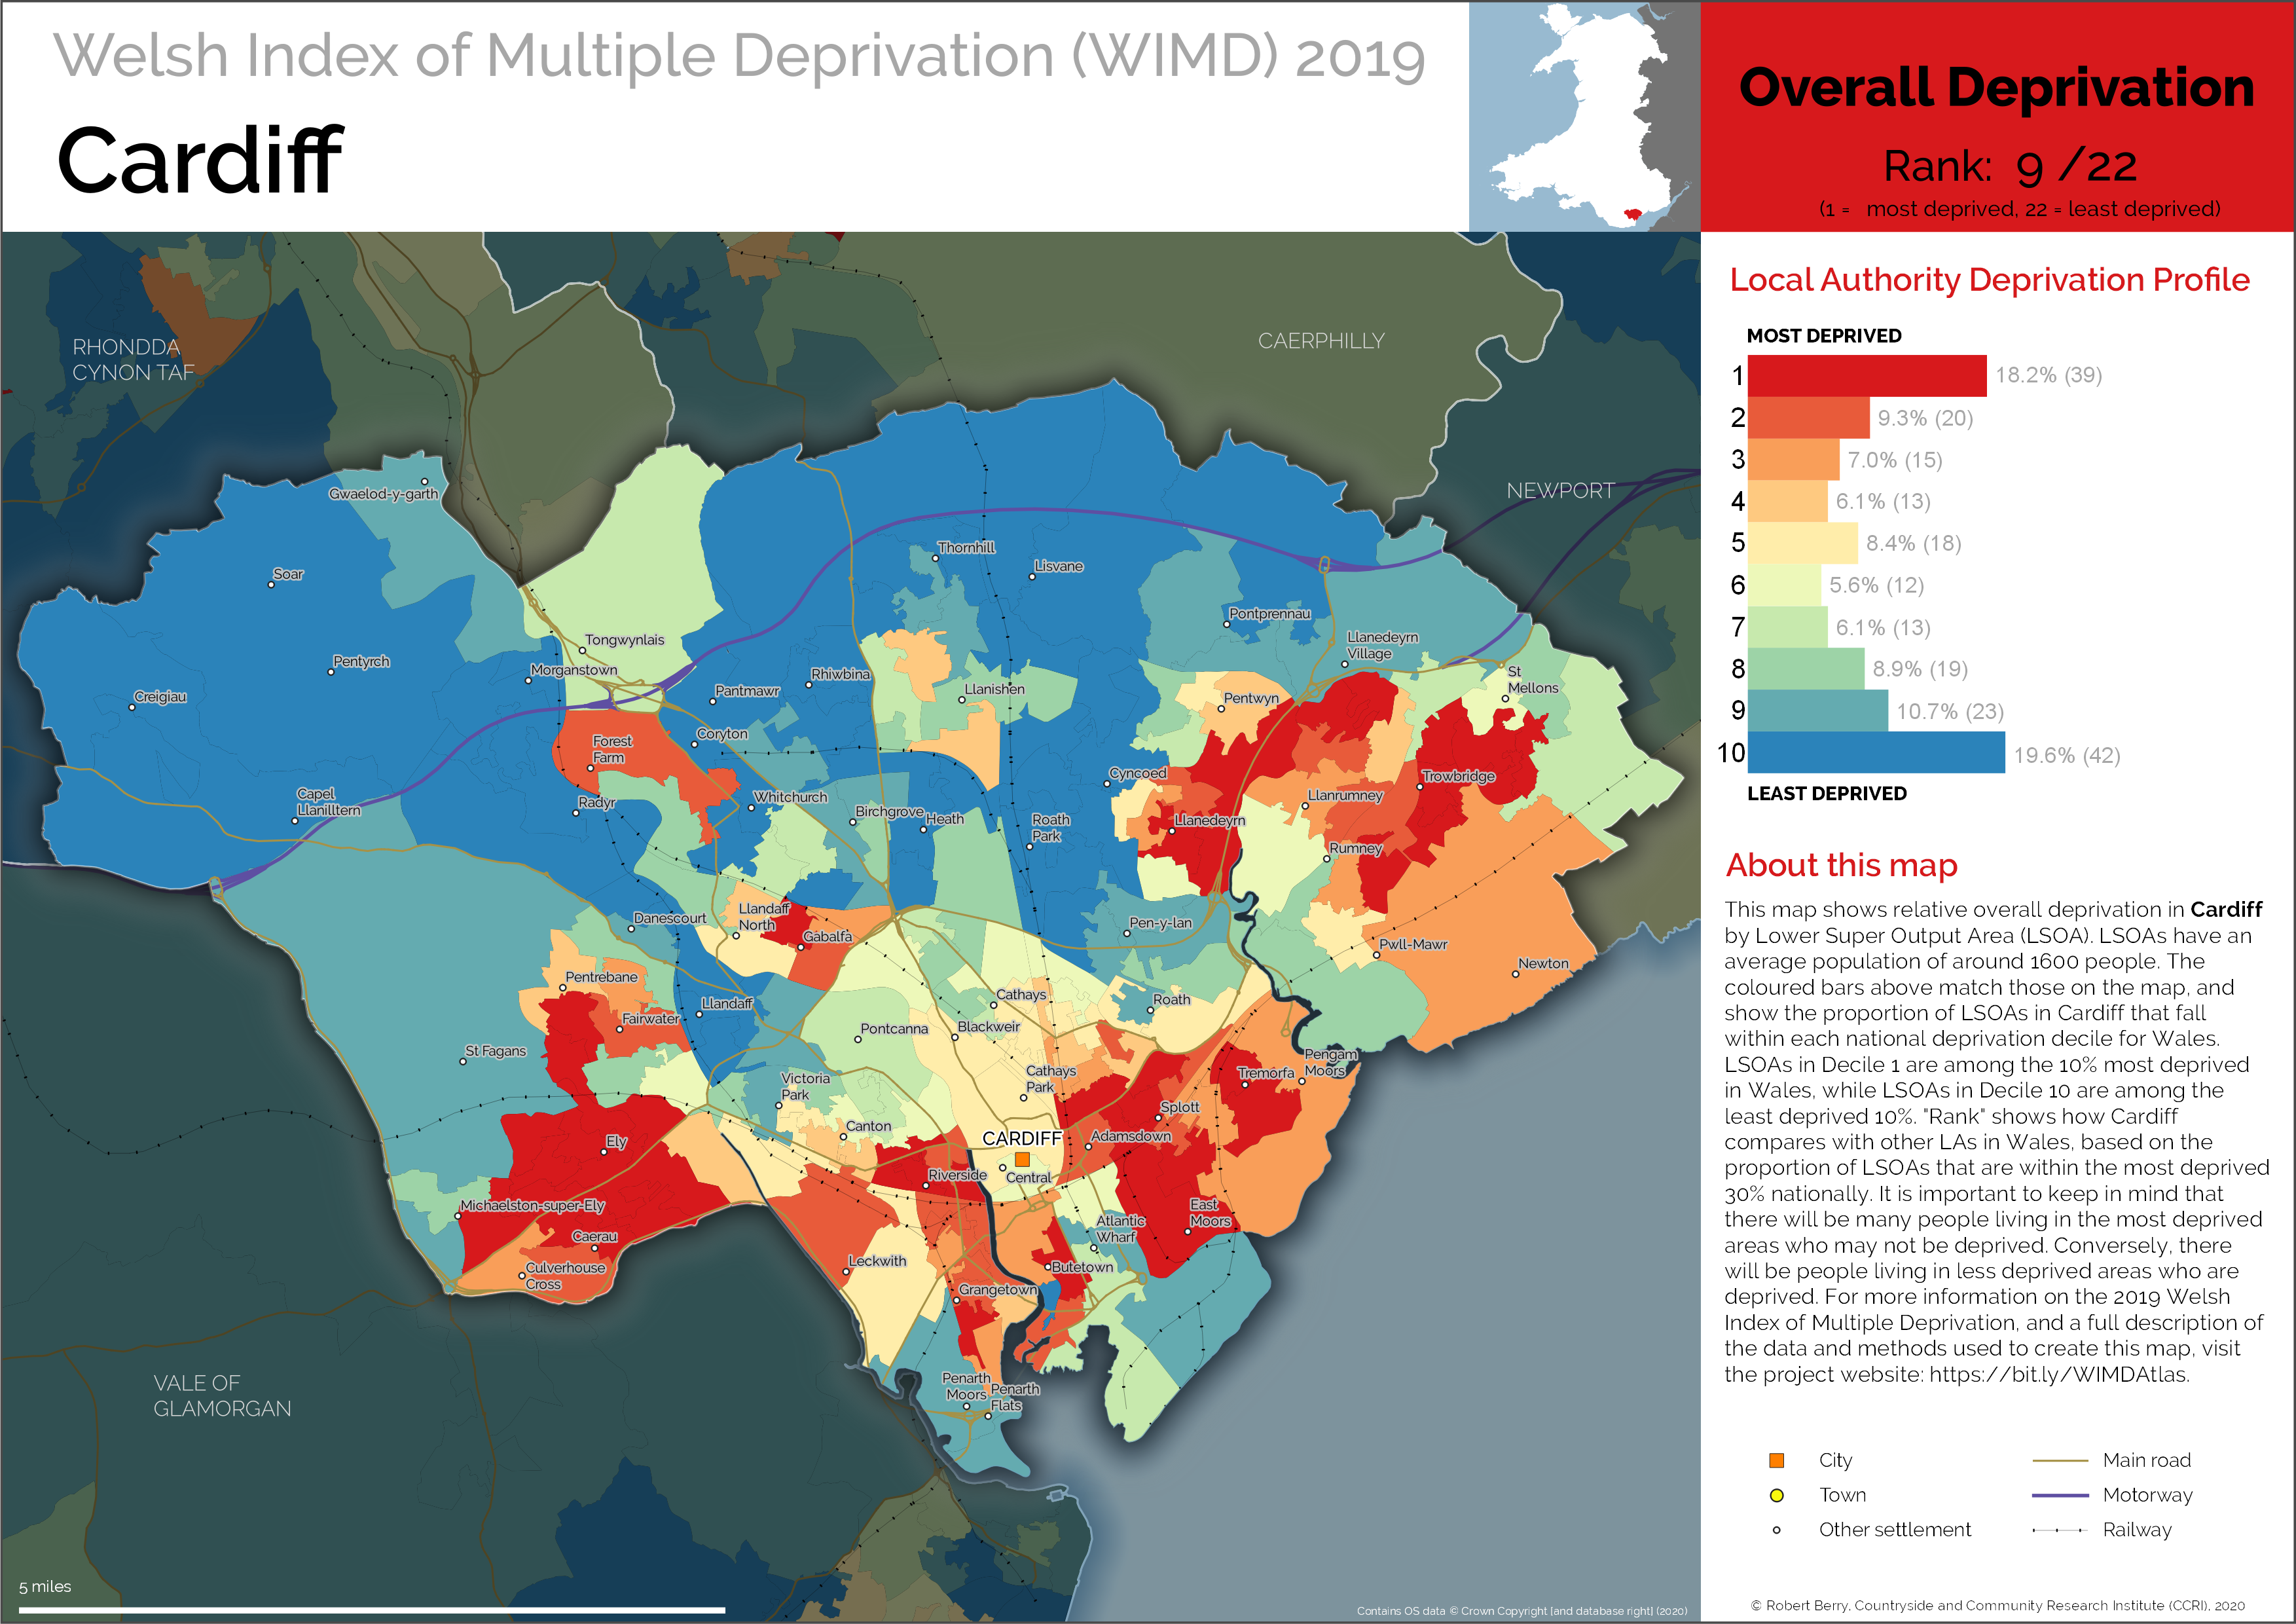 Welsh Index of Multiple Deprivation (WIMD) 2019
Cardiff
Overall Deprivation
Rank: 9 /22
(1 = most deprived, 22 = least deprived)
RHONDDA
CYNON TAF
CAERPHILLY
NEWPORT
VALE OF
GLAMORGAN
Gwaelod-y-garth
Soar
Thornhill
Lisvane
Pontprennau
Tongwynlais
Llanedeyrn
Village
Pentyrch
Morganstown
Rhiwbina
St
Mellons
Creigiau
Pantmawr
Llanishen
Pentwyn
Forest
Farm
Coryton
Cyncoed
Trowbridge
Capel
Llanilltern
Radyr
Whitchurch
Birchgrove
Heath
Roath
Park
Llanrumney
Llanedeyrn
Rumney
Danescourt
Llandaff
North
Gabalfa
Pen-y-lan
Pwll-Mawr
Newton
Pentrebane
Fairwater
Llandaff
Cathays
Roath
Pontcanna
Blackweir
St Fagans
Victoria
Park
Cathays
Park
Pengam
Moors
Tremorfa
Splott
Canton
CARDIFF
Adamsdown
Ely
Riverside
Central
Michaelston-super-Ely
East
Moors
Atlantic
Wharf
Caerau
Culverhouse
Cross
Leckwith
Butetown
Grangetown
Penarth
Moors
Penarth
Flats
5 miles
Contains OS data © Crown Copyright [and database right] (2020)
Local Authority Deprivation Profile
MOST DEPRIVED
1 18.2% (39)
2 9.3% (20)
3 7.0% (15)
4 6.1% (13)
5 8.4% (18)
6 5.6% (12)
7 6.1% (13)
8 8.9% (19)
9 10.7% (23)
10 19.6% (42)
LEAST DEPRIVED
About this map
This map shows relative overall deprivation in Cardiff
by Lower Super Output Area (LSOA). LSOAs have an
average population of around 1600 people. The
coloured bars above match those on the map, and
show the proportion of LSOAs in Cardiff that fall
within each national deprivation decile for Wales.
LSOAs in Decile 1 are among the 10% most deprived
in Wales, while LSOAs in Decile 10 are among the
least deprived 10%. "Rank" shows how Cardiff
compares with other LAs in Wales, based on the
proportion of LSOAs that are within the most deprived
30% nationally. It is important to keep in mind that
there will be many people living in the most deprived
areas who may not be deprived. Conversely, there
will be people living in less deprived areas who are
deprived. For more information on the 2019 Welsh
Index of Multiple Deprivation, and a full description of
the data and methods used to create this map, visit
the project website: https://bit.ly/WIMDAtlas.
City
Main road
Town
Motorway
Other settlement
Railway
© Robert Berry, Countryside and Community Research Institute (CCRI), 2020